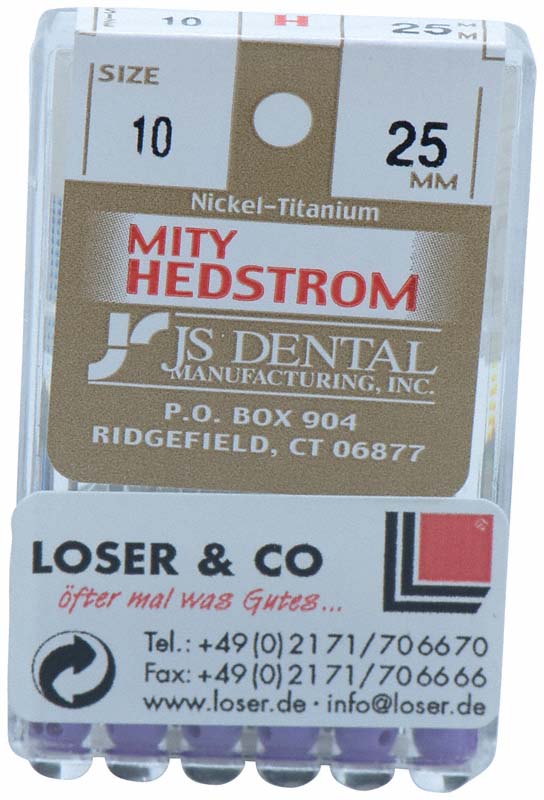 10 H 25 MM
SIZE
10 25
MM
Nickel-Titanium
MITY
HEDSTROM
JS DENTAL
MANUFACTURING, INC.
P.O. BOX 904
RIDGEFIELD, CT 06877
LOSER & CO
öfter mal was Gutes...
Tel.: +49(0)2171/706670
Fax: +49(0)2171/706666
www.loser.de · info@loser.de